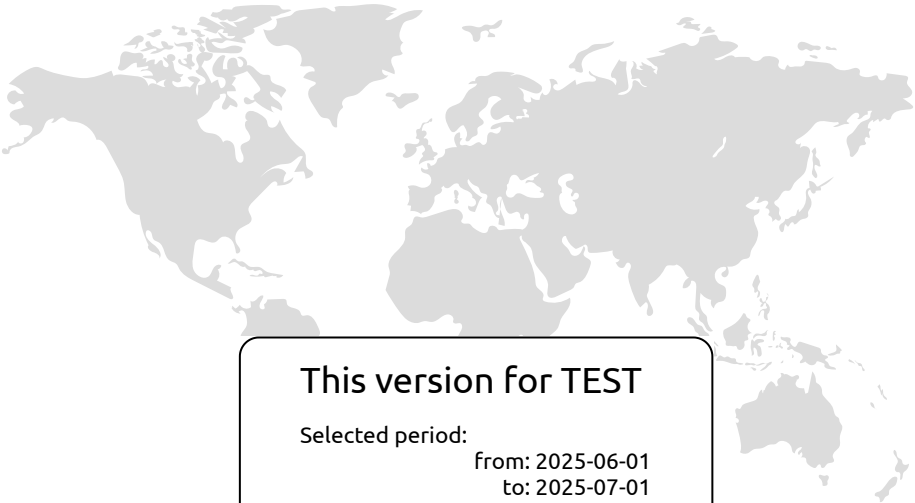 This version for TEST
Selected period:
from: 2025-06-01
to: 2025-07-01